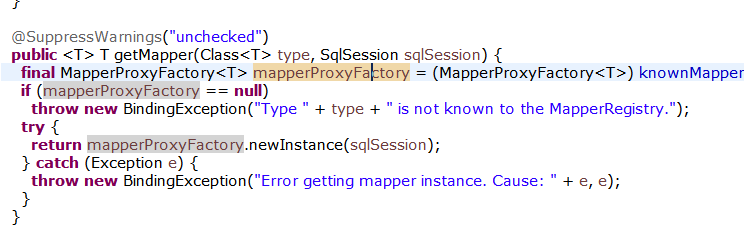 }
@SuppressWarnings("unchecked")
public <T> T getMapper(Class<T> type, SqlSession sqlSession) {
final MapperProxyFactory<T> mapperProxyFactory = (MapperProxyFactory<T>) knownMapper
if (mapperProxyFactory == null)
throw new BindingException("Type " + type + " is not known to the MapperRegistry.");
try {
return mapperProxyFactory.newInstance(sqlSession);
} catch (Exception e) {
throw new BindingException("Error getting mapper instance. Cause: " + e, e);
}
}